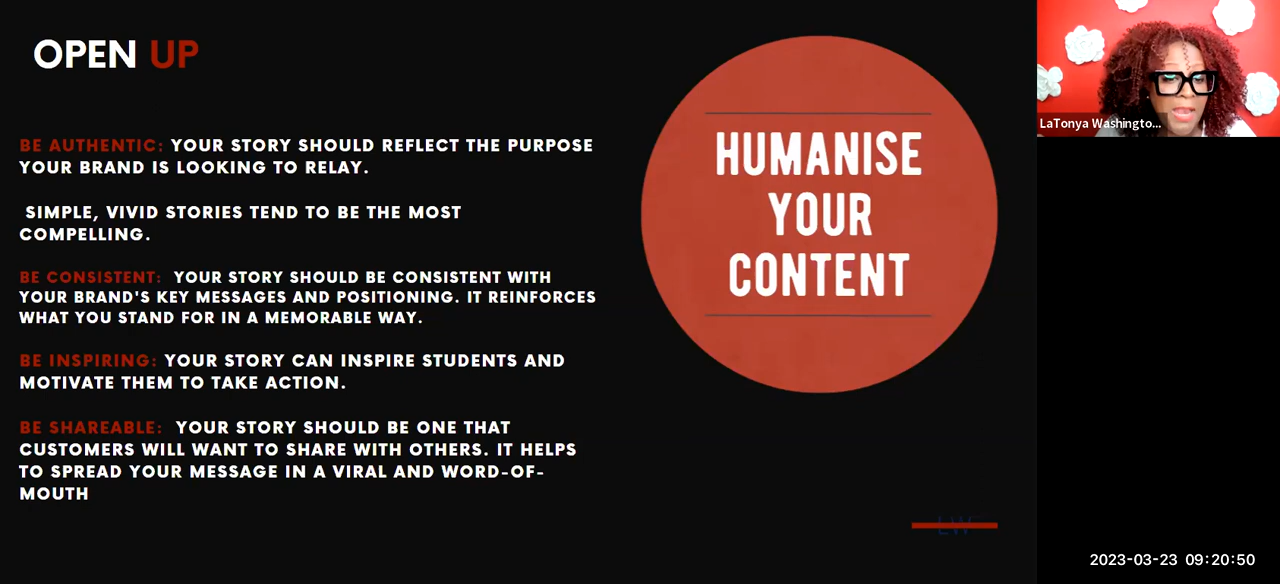 OPEN UP
BE AUTHENTIC: YOUR STORY SHOULD REFLECT THE PURPOSE
YOUR BRAND IS LOOKING TO RELAY.
SIMPLE, VIVID STORIES TEND TO BE THE MOST
COMPELLING.
BE CONSISTENT: YOUR STORY SHOULD BE CONSISTENT WITH
YOUR BRAND'S KEY MESSAGES AND POSITIONING. IT REINFORCES
WHAT YOU STAND FOR IN A MEMORABLE WAY.
BE INSPIRING: YOUR STORY CAN INSPIRE STUDENTS AND
MOTIVATE THEM TO TAKE ACTION.
BE SHAREABLE: YOUR STORY SHOULD BE ONE THAT
CUSTOMERS WILL WANT TO SHARE WITH OTHERS. IT HELPS
TO SPREAD YOUR MESSAGE IN A VIRAL AND WORD-OF-
MOUTH
HUMANISE
YOUR
CONTENT
LaTonya Washingto...
2023-03-23 09:20:50